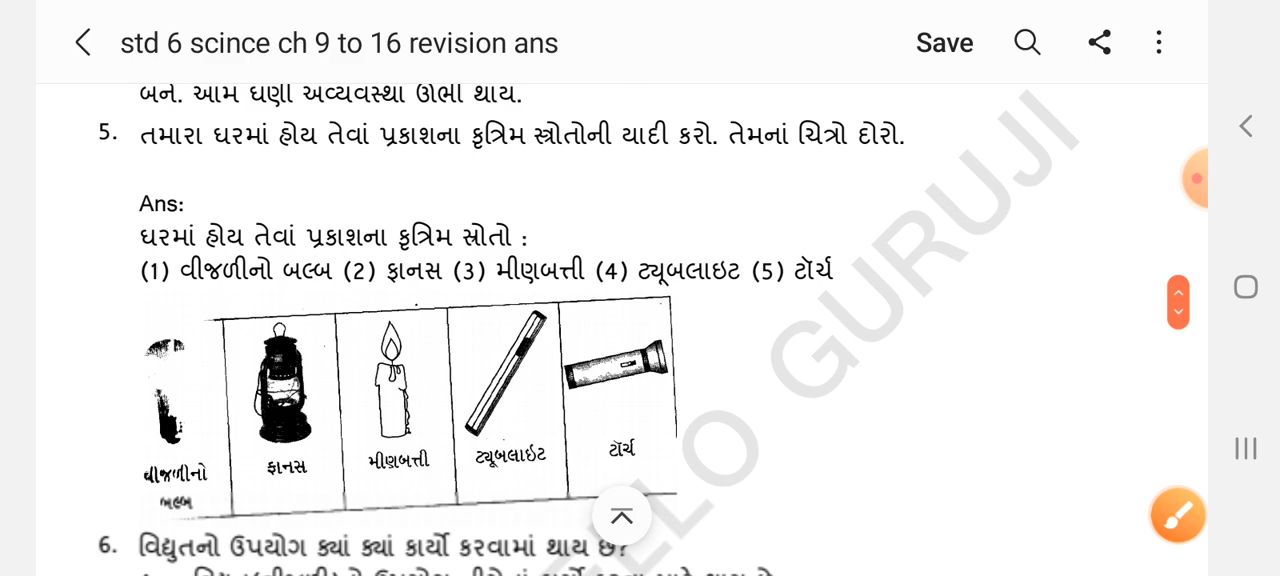 std 6 scince ch 9 to 16 revision ans
Save
બને. આમ ઘણી અવ્યવસ્થા ઊભી થાય.
5. તમારા ઘરમાં હોય તેવાં પ્રકાશના કૃત્રિમ સ્ત્રોતોની યાદી કરો. તેમનાં ચિત્રો દોરો.
Ans:
ઘરમાં હોય તેવાં પ્રકાશના કૃત્રિમ સ્રોતો :
(1) વીજળીનો બલ્બ (2) ફાનસ (3) મીણબત્તી (4) ટ્યૂબલાઇટ (5) ટૉર્ચ
વીજળીનો
બલ્બ
ફાનસ
મીણબત્તી
ટ્યૂબલાઇટ
ટૉર્ચ
6. વિદ્યુતનો ઉપયોગ ક્યાં ક્યાં કાર્યો કરવામાં થાય છે?
GURUJI